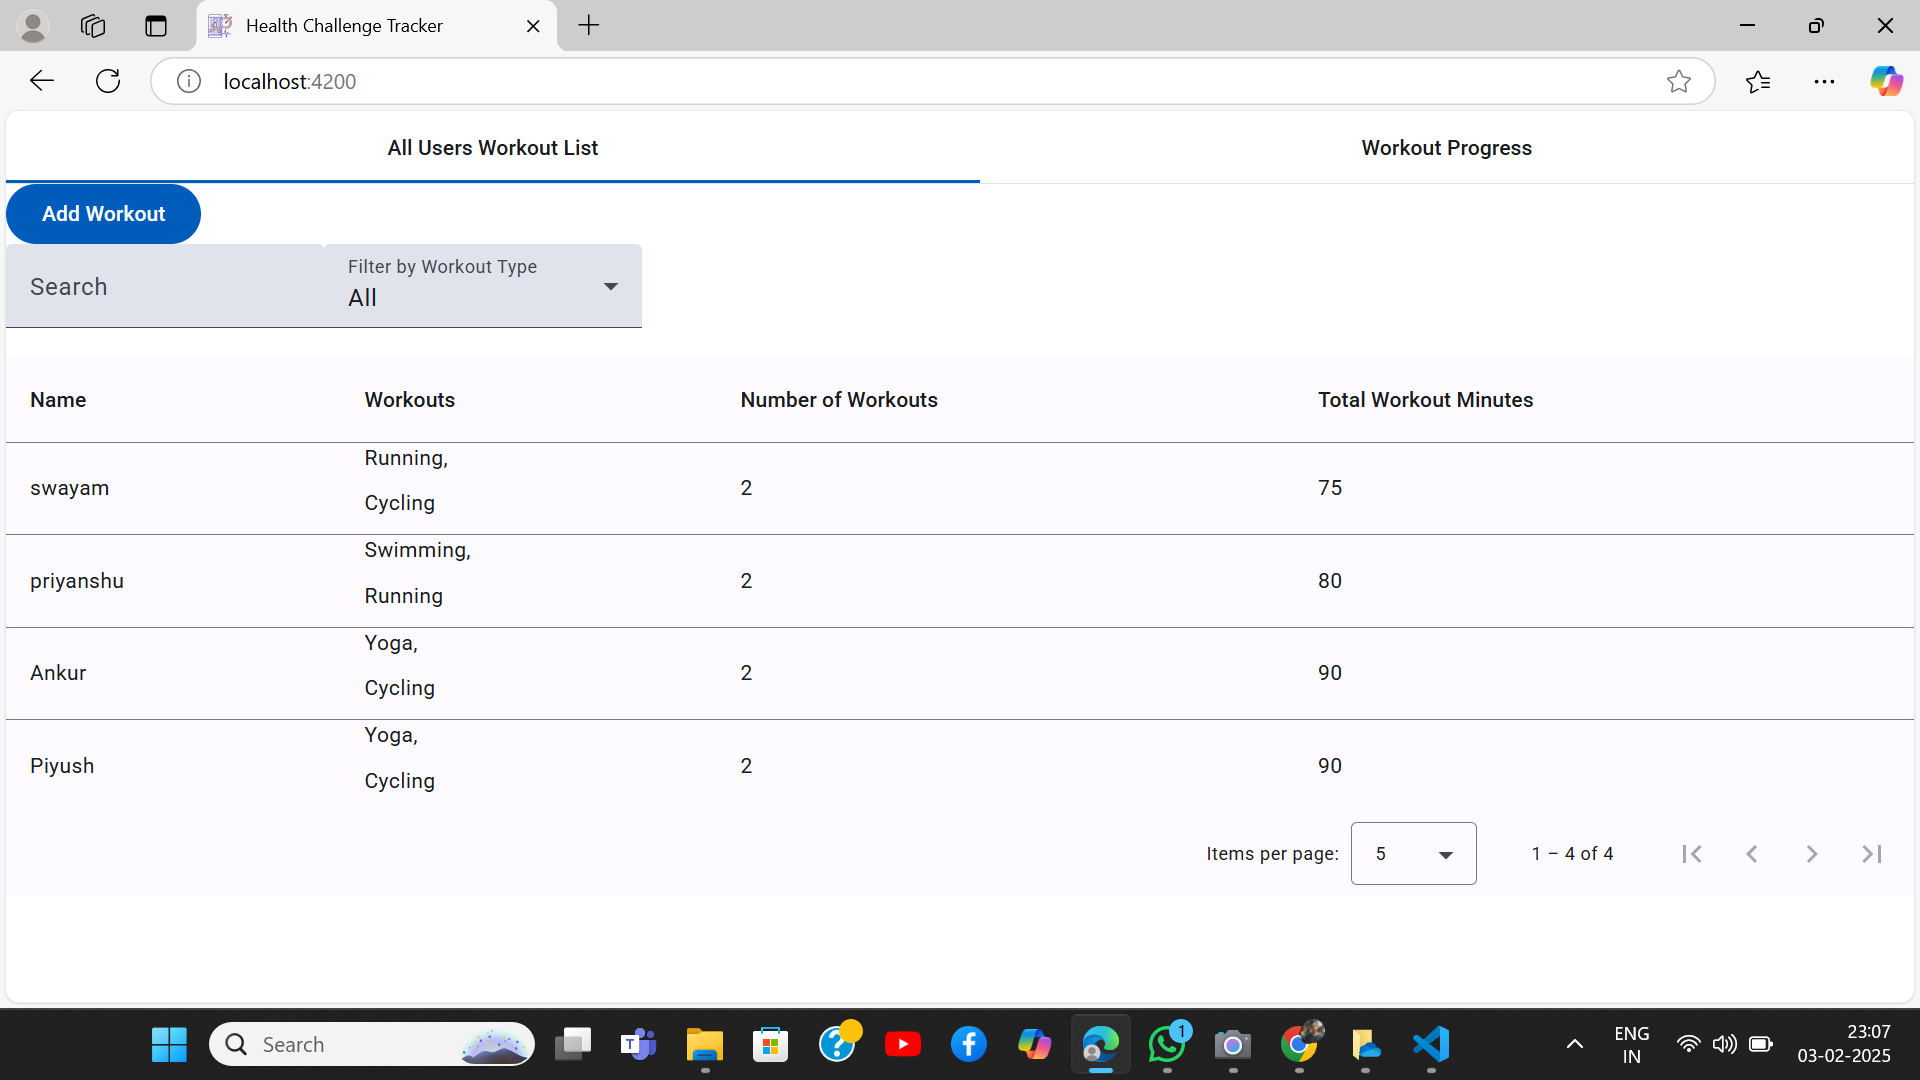 Health Challenge Tracker
localhost:4200
All Users Workout List
Workout Progress
Add Workout
Search
Filter by Workout Type
All
Name Workouts Number of Workouts Total Workout Minutes
swayam Running, 2 75
Cycling
priyanshu Swimming, 2 80
Running
Ankur Yoga, 2 90
Cycling
Piyush Yoga, 2 90
Cycling
Items per page: 5 1 – 4 of 4
Search
T
1
ENG
IN
23:07
03-02-2025